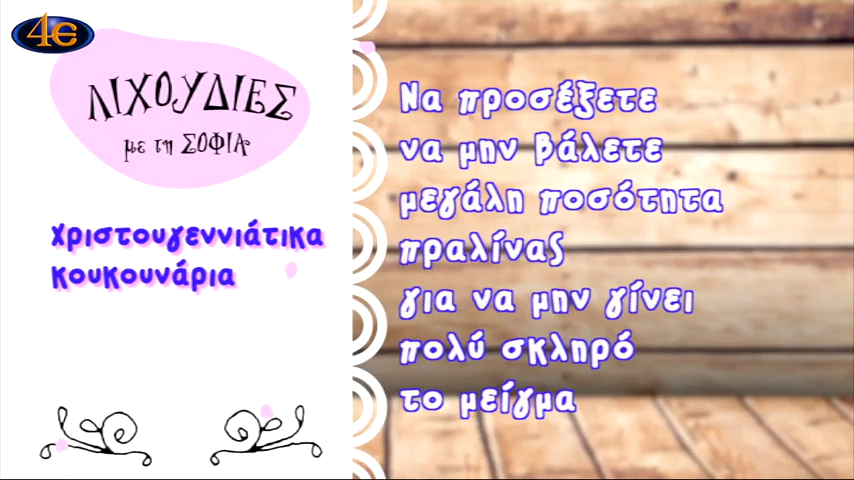 4ε
ΛΙΧΟΥΔΙΕΣ
με τη ΣΟΦΙΑ
Χριστουγεννιάτικα
κουκουνάρια
Να προσέξετε
να μην βάλετε
μεγάλη ποσότητα
πραλίνας
για να μην γίνει
πολύ σκληρό
το μείγμα